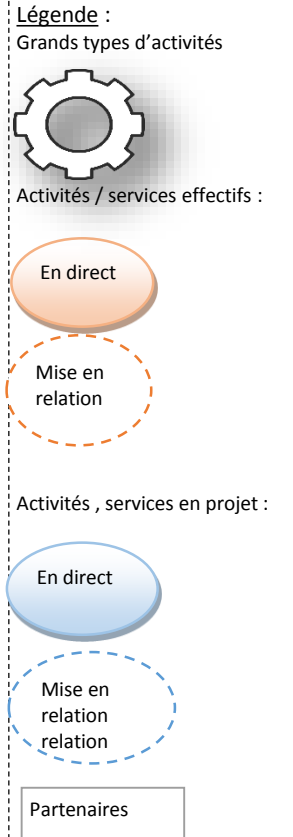 Légende :
Grands types d’activités
Activités / services effectifs :
En direct
Mise en
relation
Activités , services en projet :
En direct
Mise en
relation
relation
Partenaires